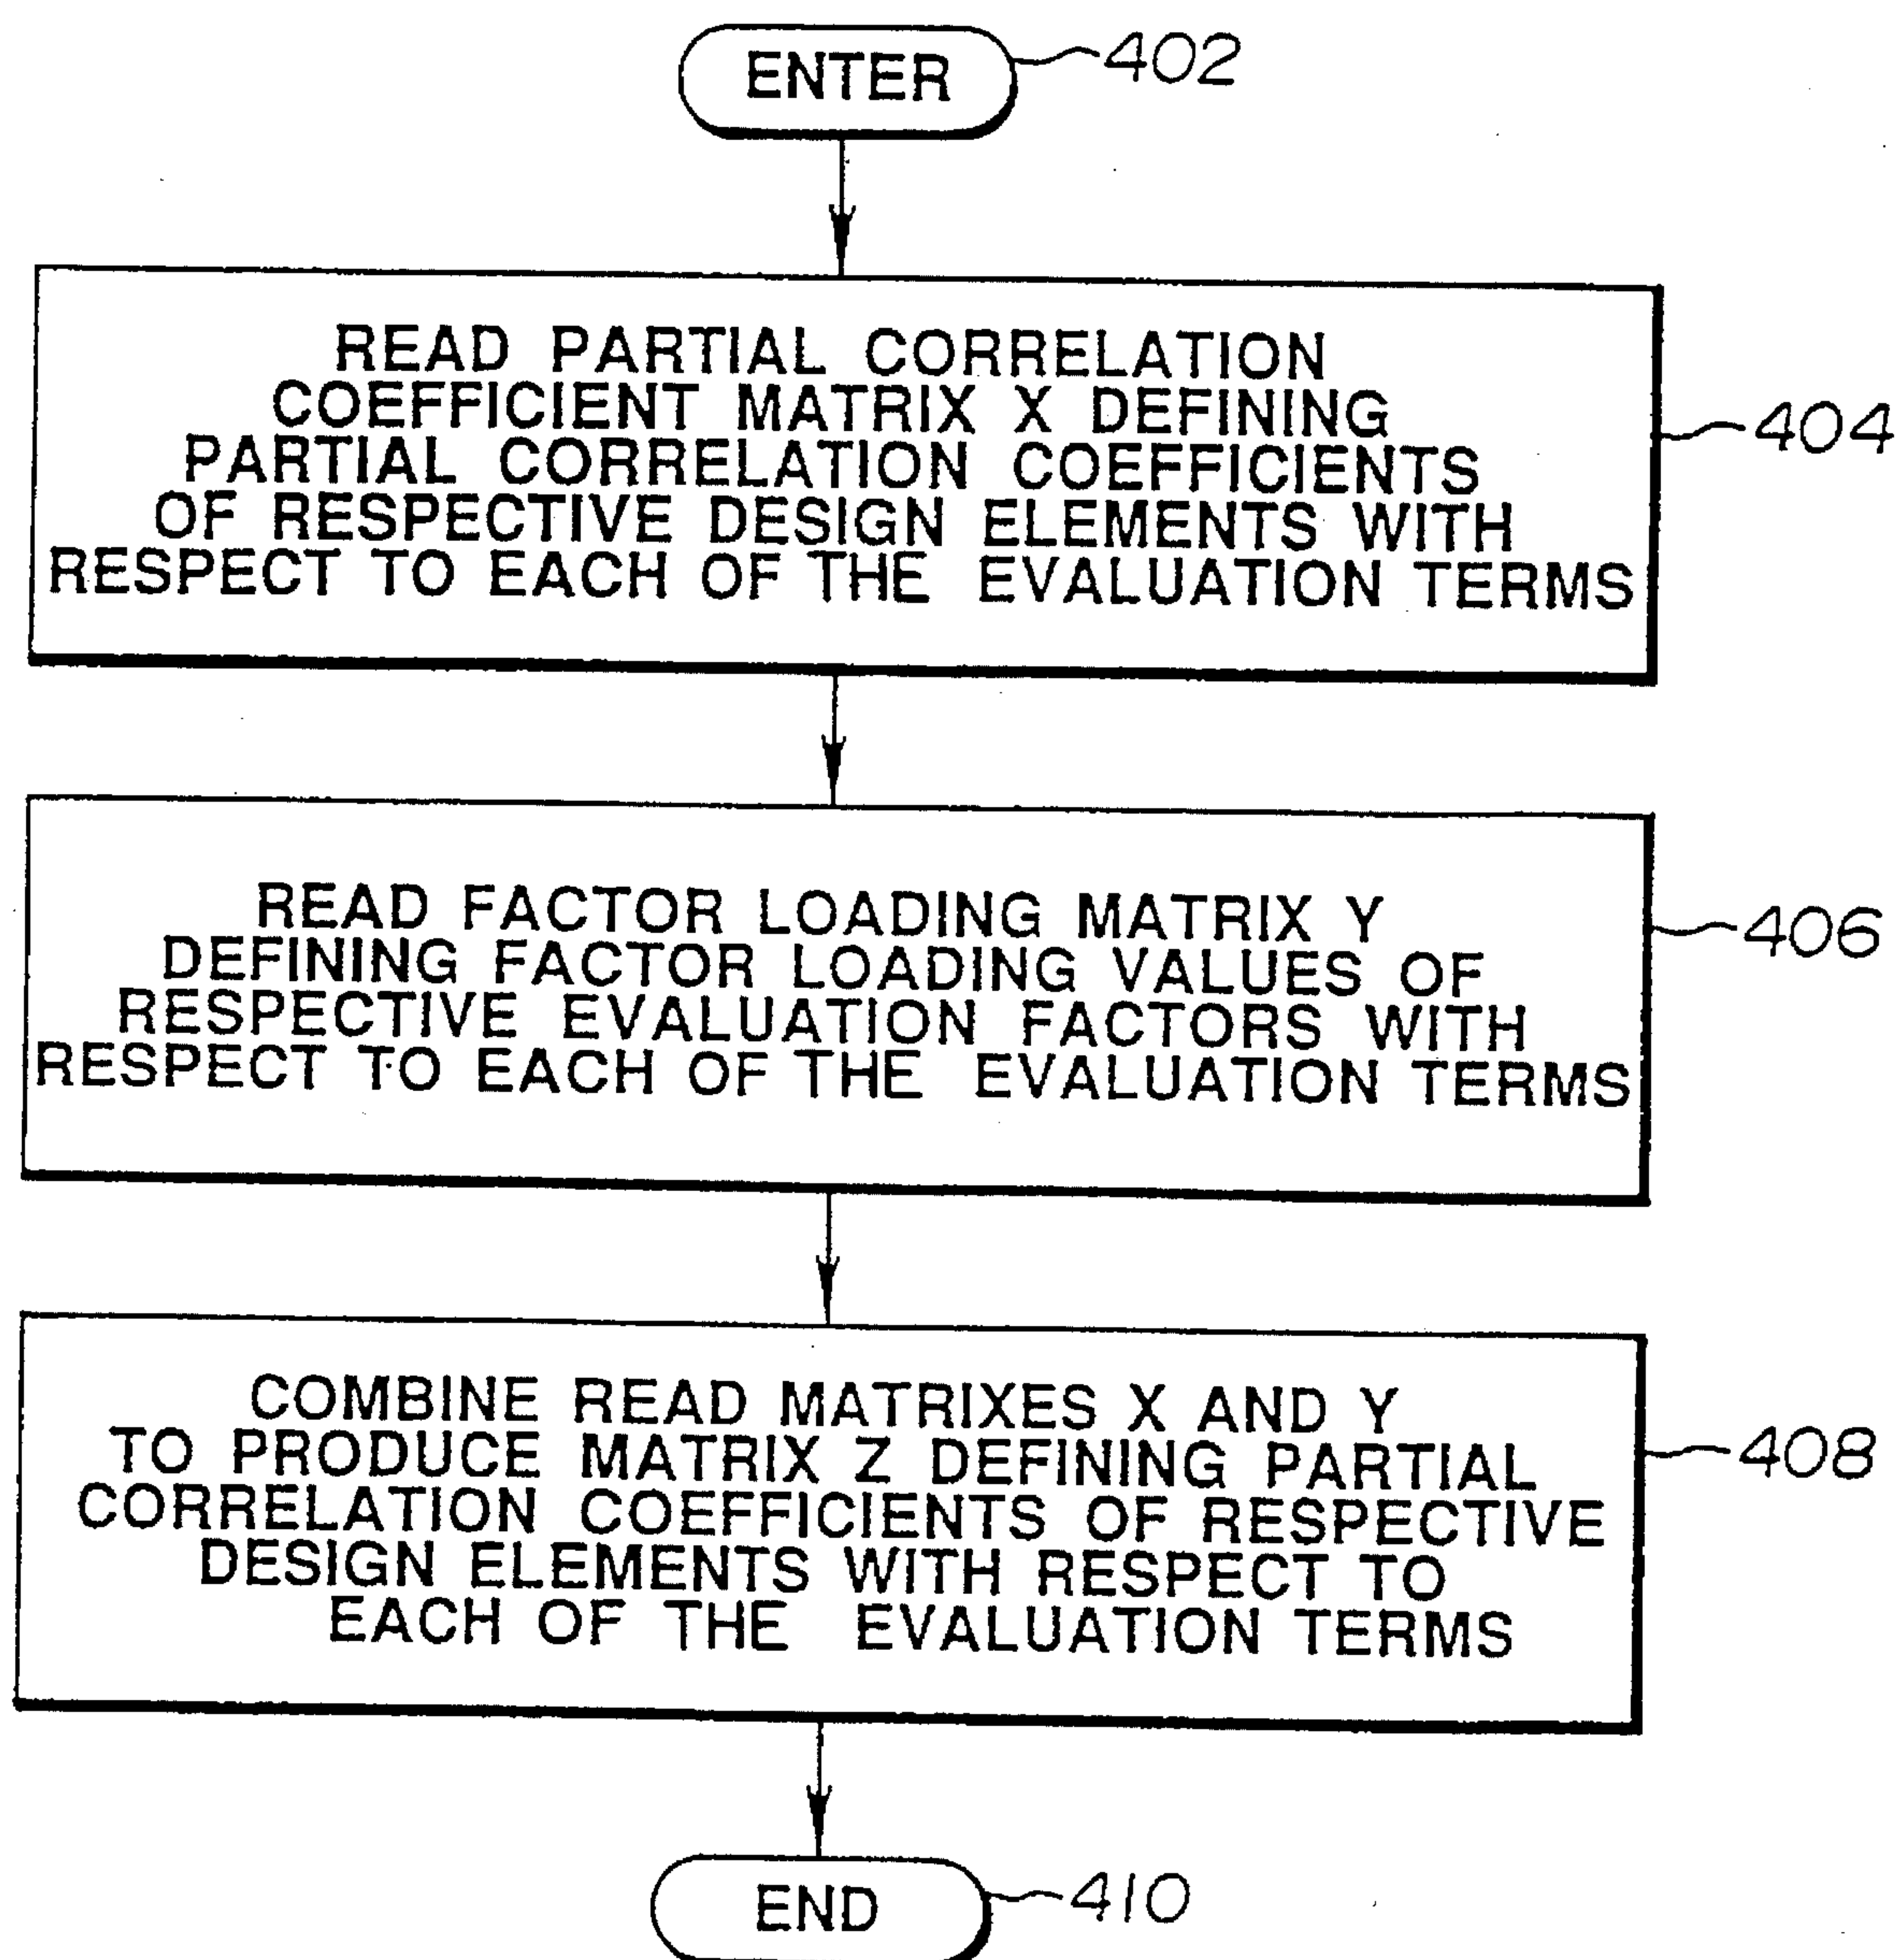 ENTER
402
READ PARTIAL CORRELATION
COEFFICIENT MATRIX X DEFINING
PARTIAL CORRELATION COEFFICIENTS
OF RESPECTIVE DESIGN ELEMENTS WITH
RESPECT TO EACH OF THE EVALUATION TERMS
404
READ FACTOR LOADING MATRIX Y
DEFINING FACTOR LOADING VALUES OF
RESPECTIVE EVALUATION FACTORS WITH
RESPECT TO EACH OF THE EVALUATION TERMS
406
COMBINE READ MATRIXES X AND Y
TO PRODUCE MATRIX Z DEFINING PARTIAL
CORRELATION COEFFICIENTS OF RESPECTIVE
DESIGN ELEMENTS WITH RESPECT TO
EACH OF THE EVALUATION TERMS
408
END
410